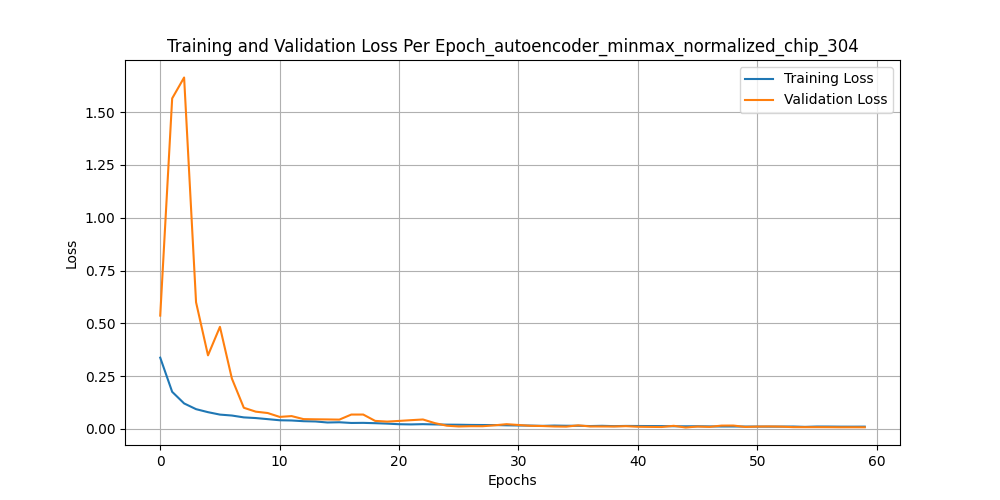 Training and Validation Loss Per Epoch_autoencoder_minmax_normalized_chip_304
Training Loss
Validation Loss
1.50
1.25
1.00
0.75
0.50
0.25
0.00
Loss
0 10 20 30 40 50 60
Epochs